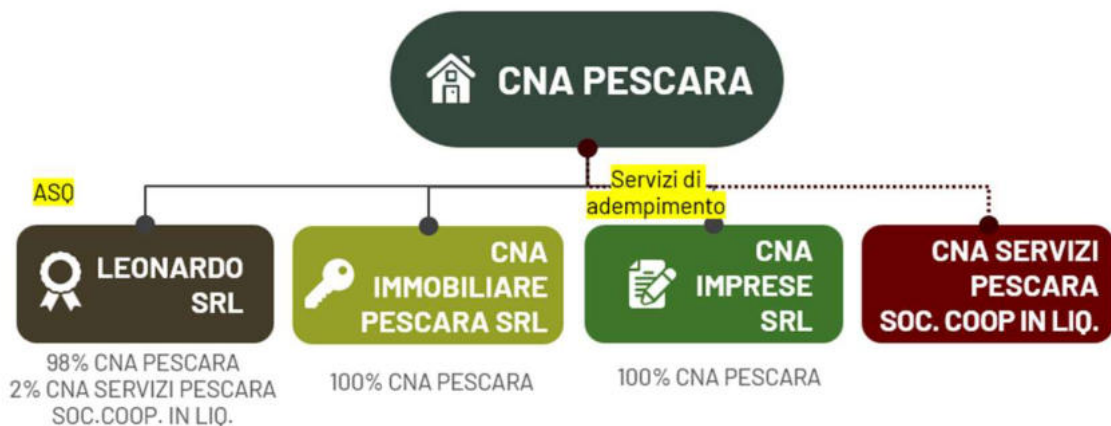 CNA PESCARA
ASQ
Servizi di
adempimento
LEONARDO
SRL
CNA
IMMOBILIARE
PESCARA SRL
CNA
IMPRESE
SRL
CNA SERVIZI
PESCARA
SOC. COOP IN LIQ.
98% CNA PESCARA
2% CNA SERVIZI PESCARA
SOC.COOP. IN LIQ.
100% CNA PESCARA
100% CNA PESCARA